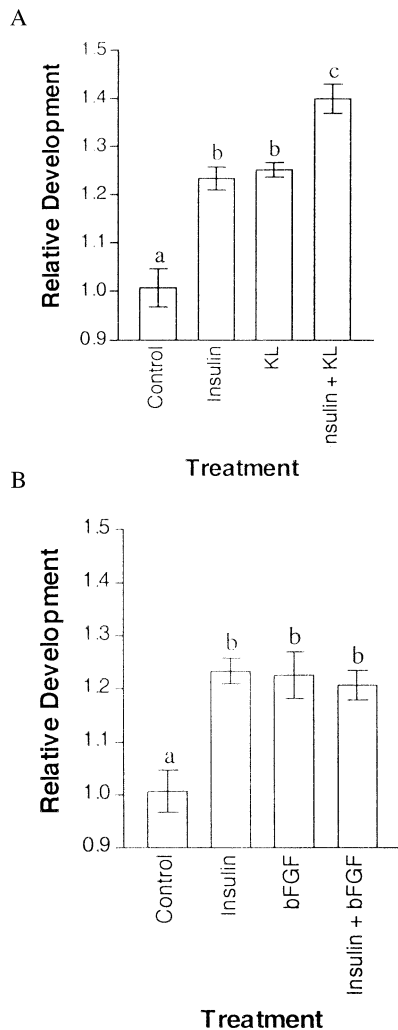 A
Relative Development
1.5
1.4
1.3
1.2
1.1
1.0
0.9
a
b
b
c
Control
Insulin
KL
nsulin + KL
Treatment
B
Relative Development
1.5
1.4
1.3
1.2
1.1
1.0
0.9
a
b
b
b
Control
Insulin
bFGF
Insulin + bFGF
Treatment